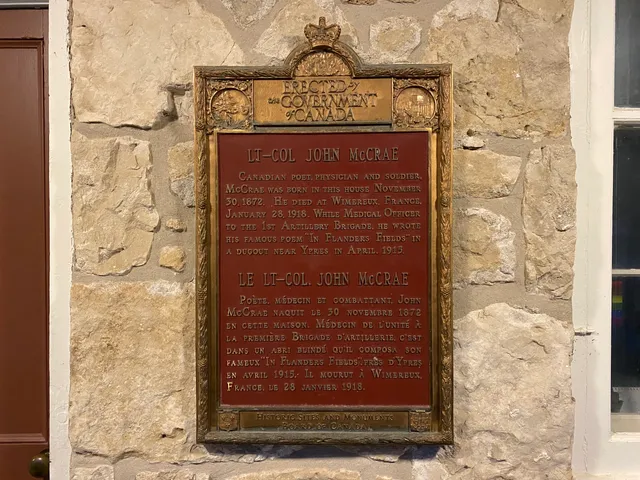 ERECTED by
the GOVERNMENT
of CANADA
LT-COL JOHN McCRAE
CANADIAN POET, PHYSICIAN AND SOLDIER,
McCRAE WAS BORN IN THIS HOUSE NOVEMBER
30, 1872. HE DIED AT WIMEREUX, FRANCE,
JANUARY 28, 1918. WHILE MEDICAL OFFICER
TO THE 1ST ARTILLERY BRIGADE, HE WROTE
HIS FAMOUS POEM "IN FLANDERS FIELDS" IN
A DUGOUT NEAR YPRES IN APRIL, 1915.
LE LT-COL. JOHN McCRAE
POÈTE, MÉDECIN ET COMBATTANT, JOHN
McCRAE NAQUIT LE 30 NOVEMBRE 1872
EN CETTE MAISON. MÉDECIN DE L'UNITÉ À
LA PREMIÈRE BRIGADE D'ARTILLERIE, C'EST
DANS UN ABRI BLINDÉ QU'IL COMPOSA SON
FAMEUX "IN FLANDERS FIELDS", PRÈS D'YPRES
EN AVRIL 1915. IL MOURUT À WIMEREUX,
FRANCE, LE 28 JANVIER 1918.
HISTORIC SITES AND MONUMENTS
BOARD OF CANADA